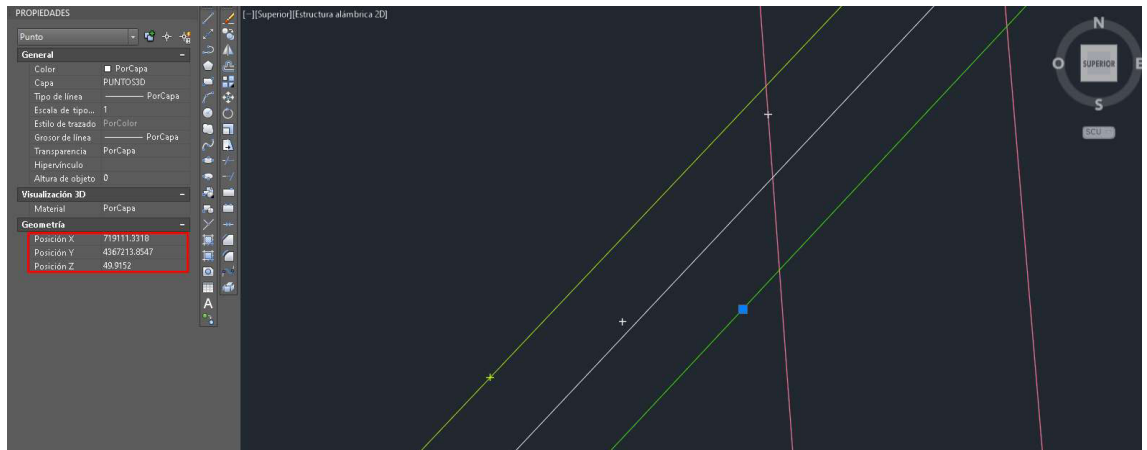 PROPIEDADES
Punto
General
Color PorCapa
Capa PUNTOS3D
Tipo de línea PorCapa
Escala de tipo... 1
Estilo de trazado PorColor
Grosor de línea PorCapa
Transparencia PorCapa
Hipervínculo
Altura de objeto 0
Visualización 3D
Material PorCapa
Geometría
Posición X 719111.3318
Posición Y 4367213.8547
Posición Z 49.9152
A
[−][Superior][Estructura alámbrica 2D]
N
O SUPERIOR E
S
SCU